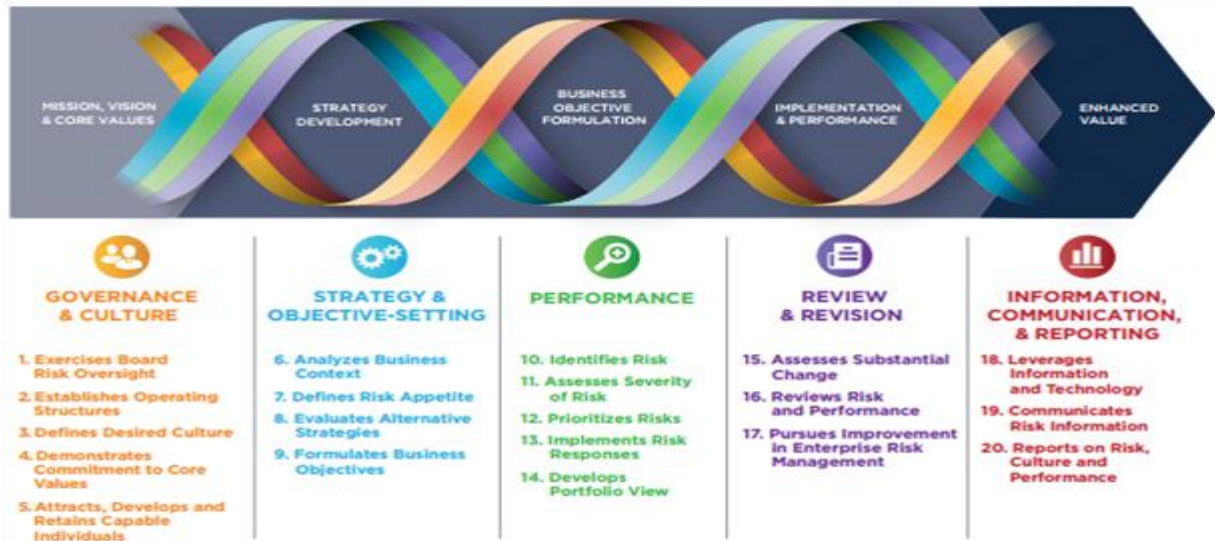 MISSION, VISION
& CORE VALUES
STRATEGY
DEVELOPMENT
BUSINESS
OBJECTIVE
FORMULATION
IMPLEMENTATION
& PERFORMANCE
ENHANCED
VALUE
GOVERNANCE
& CULTURE
1. Exercises Board
Risk Oversight
2. Establishes Operating
Structures
3. Defines Desired Culture
4. Demonstrates
Commitment to Core
Values
5. Attracts, Develops and
Retains Capable
Individuals
STRATEGY &
OBJECTIVE-SETTING
6. Analyzes Business
Context
7. Defines Risk Appetite
8. Evaluates Alternative
Strategies
9. Formulates Business
Objectives
PERFORMANCE
10. Identifies Risk
11. Assesses Severity
of Risk
12. Prioritizes Risks
13. Implements Risk
Responses
14. Develops
Portfolio View
REVIEW
& REVISION
15. Assesses Substantial
Change
16. Reviews Risk
and Performance
17. Pursues Improvement
in Enterprise Risk
Management
INFORMATION,
COMMUNICATION,
& REPORTING
18. Leverages
Information
and Technology
19. Communicates
Risk Information
20. Reports on Risk,
Culture and
Performance